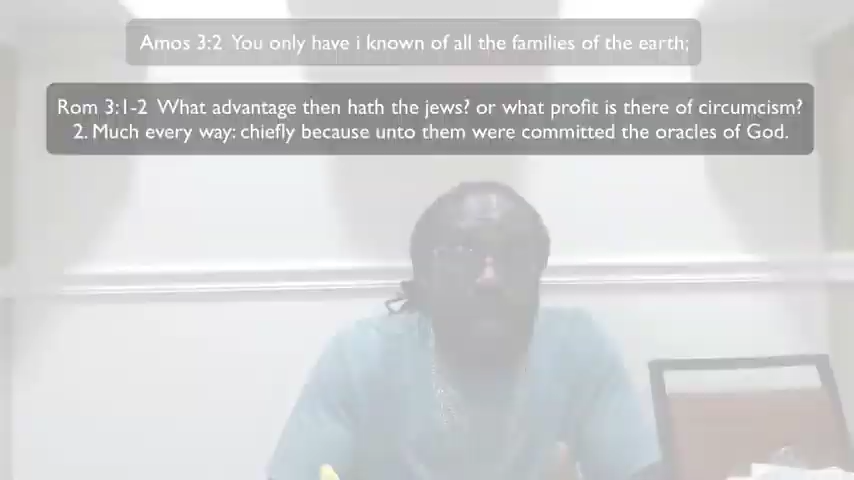 Amos 3:2 You only have i known of all the families of the earth;
Rom 3:1-2 What advantage then hath the jews? or what profit is there of circumcism?
2. Much every way: chiefly because unto them were committed the oracles of God.